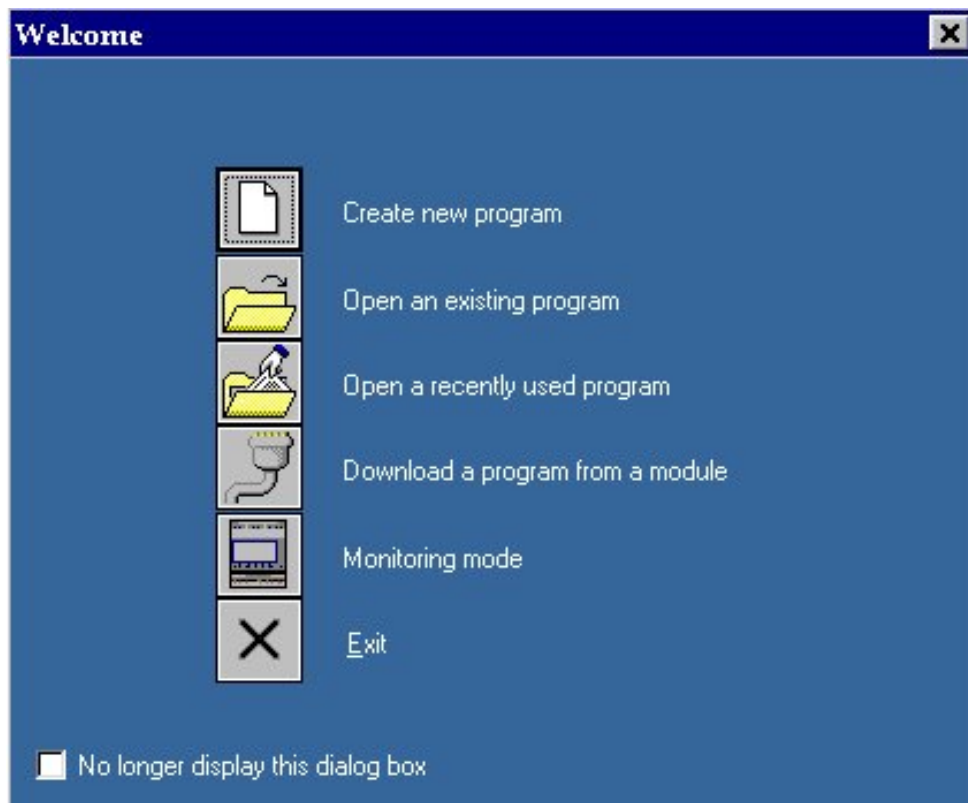 Welcome
Create new program
Open an existing program
Open a recently used program
Download a program from a module
Monitoring mode
Exit
No longer display this dialog box